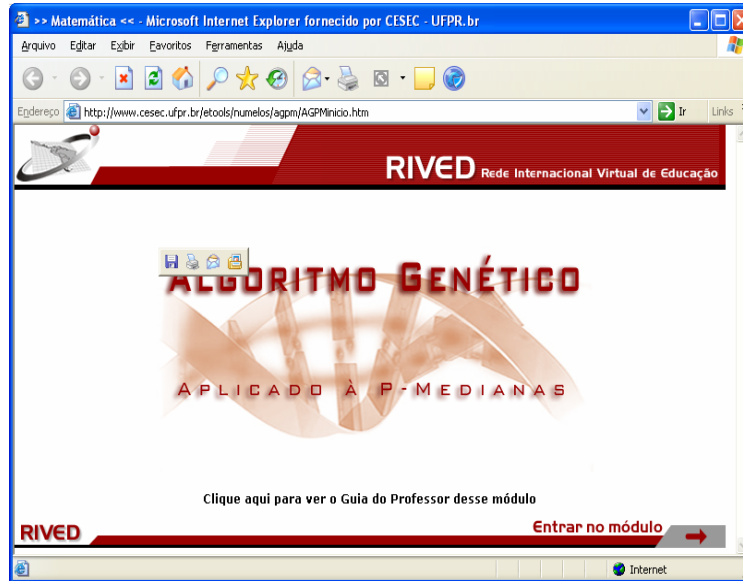 >> Matemática << - Microsoft Internet Explorer fornecido por CESEC - UFPR.br
Arquivo Editar Exibir Favoritos Ferramentas Ajuda
Endereço http://www.cesec.ufpr.br/etools/numelos/agpm/AGPMinicio.htm Ir Links
RIVED Rede Internacional Virtual de Educação
ALGORITMO GENÉTICO
APLICADO À P-MEDIANAS
Clique aqui para ver o Guia do Professor desse módulo
RIVED Entrar no módulo
Internet